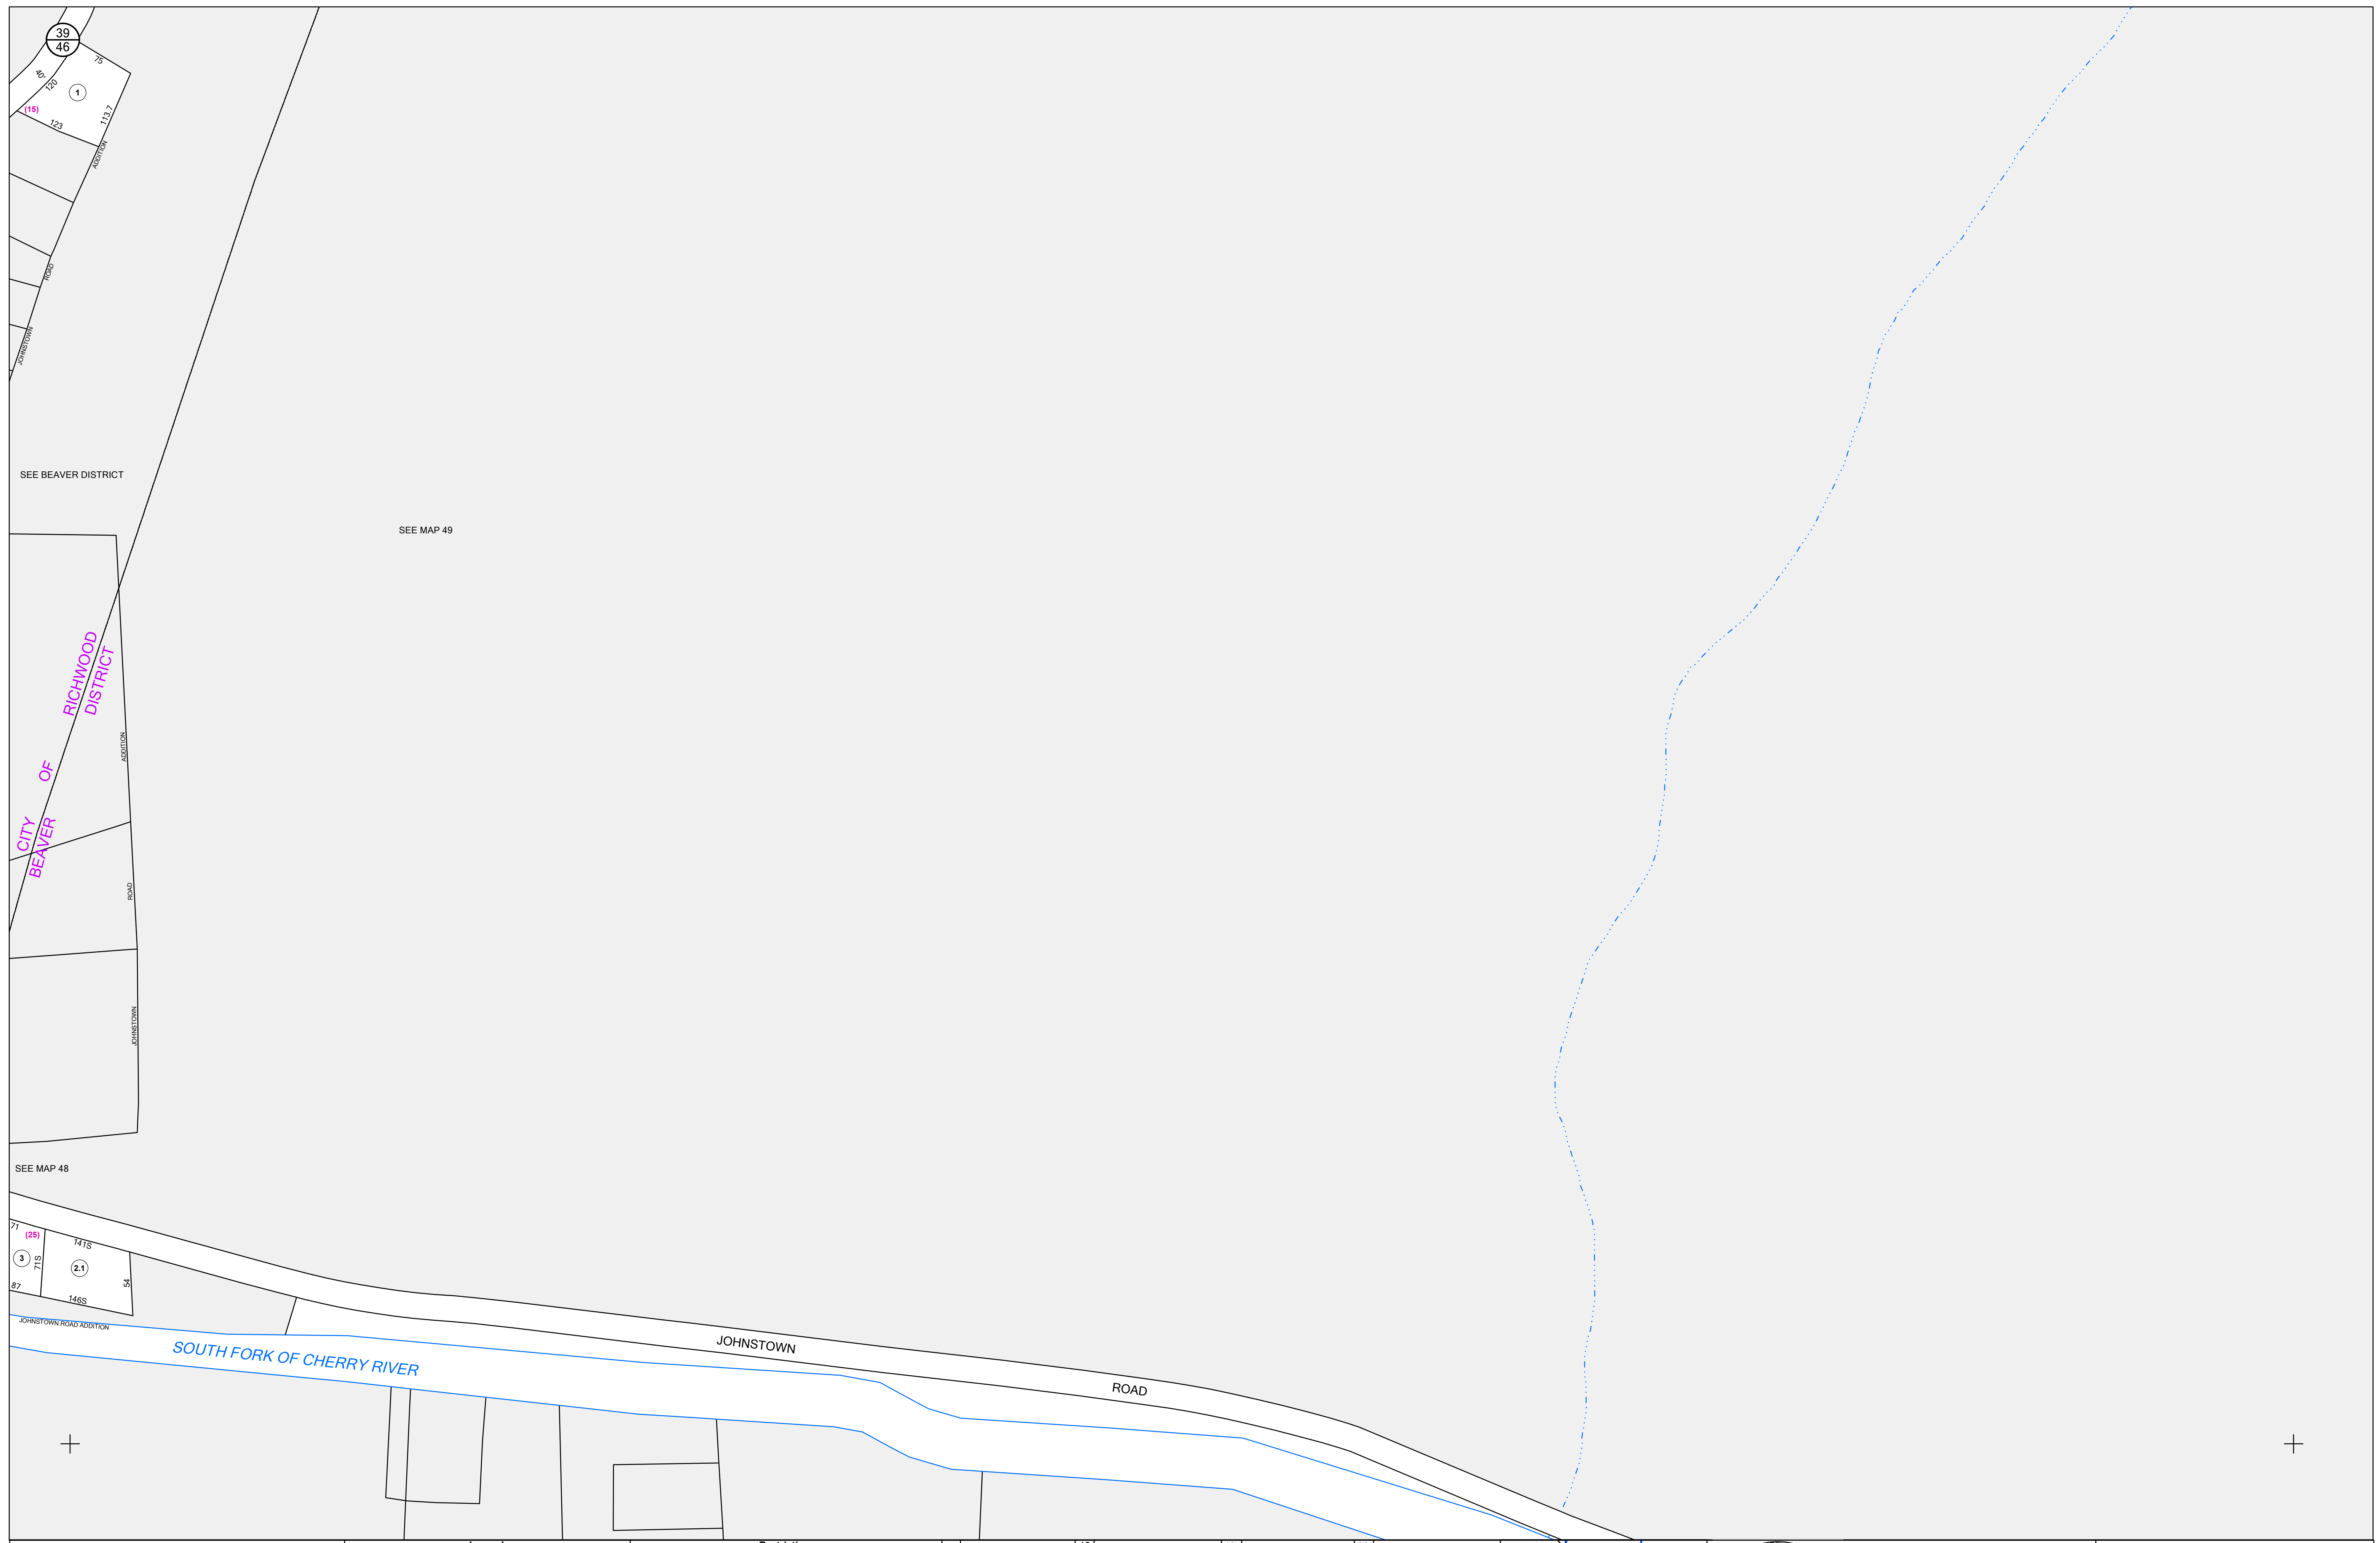 39
46
75
40'
120
1
(15)
113.7
123
ADDITION
ROAD
JOHNSTOWN
SEE BEAVER DISTRICT
SEE MAP 49
RICHWOOD
DISTRICT
OF
CITY
BEAVER
ADDITION
ROAD
JOHNSTOWN
SEE MAP 48
71
(25)
141S
3
71S
2.1
54
87
146S
JOHNSTOWN ROAD ADDITION
SOUTH FORK OF CHERRY RIVER
JOHNSTOWN
ROAD